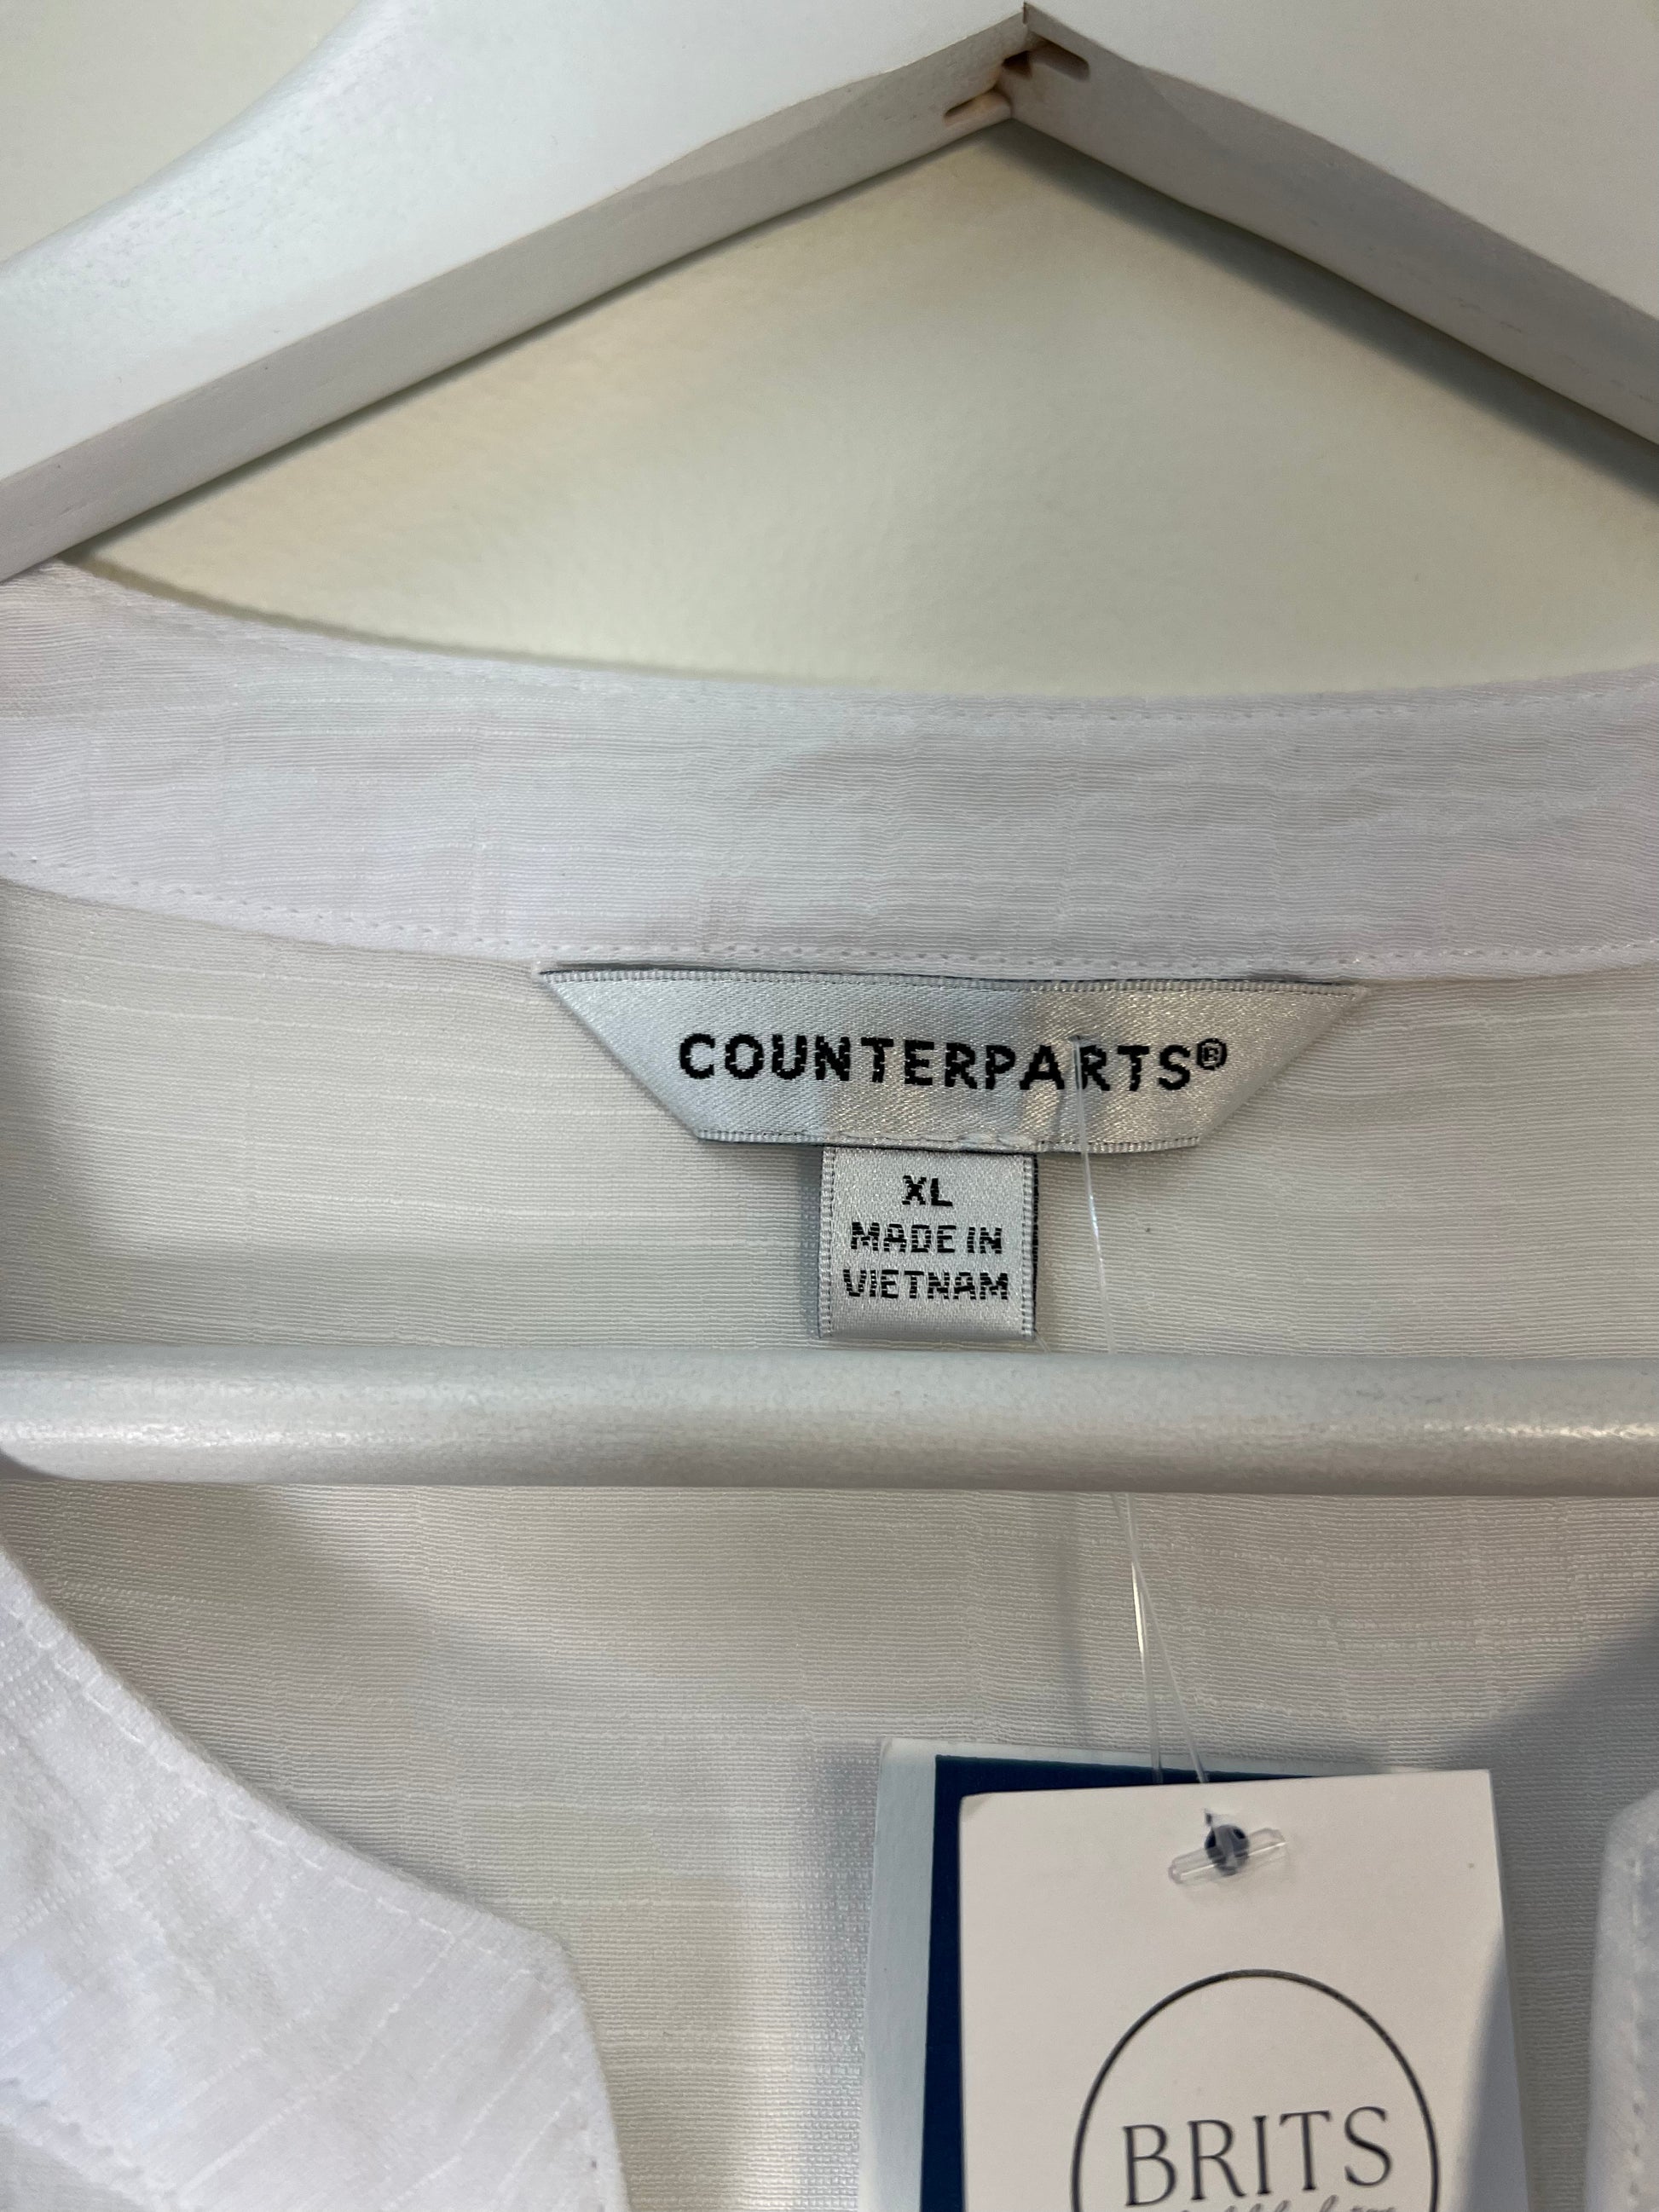 COUNTERPARTS®
XL
MADE IN
VIETNAM
BRITS